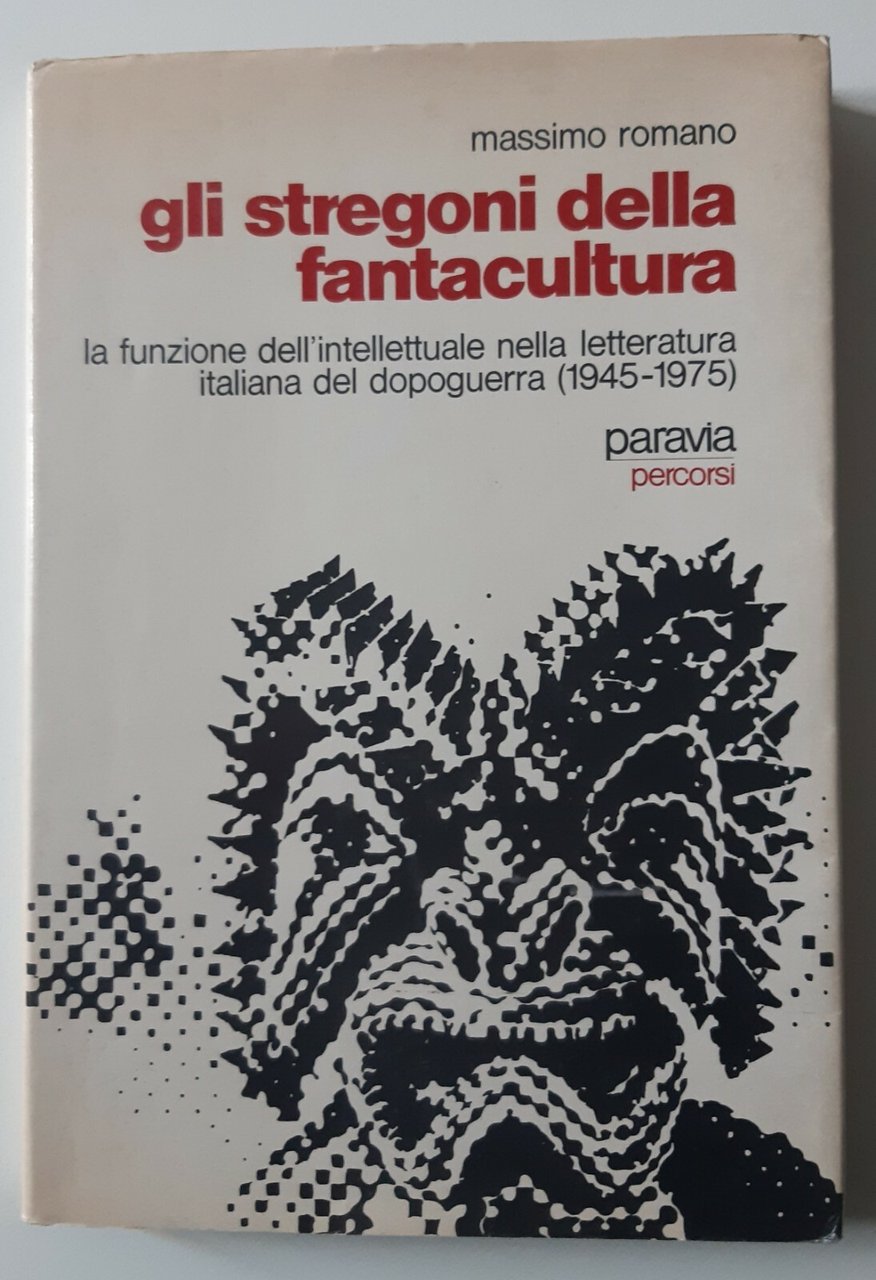 massimo romano
gli stregoni della
fantacultura
la funzione dell'intellettuale nella letteratura
italiana del dopoguerra (1945-1975)
paravia
percorsi